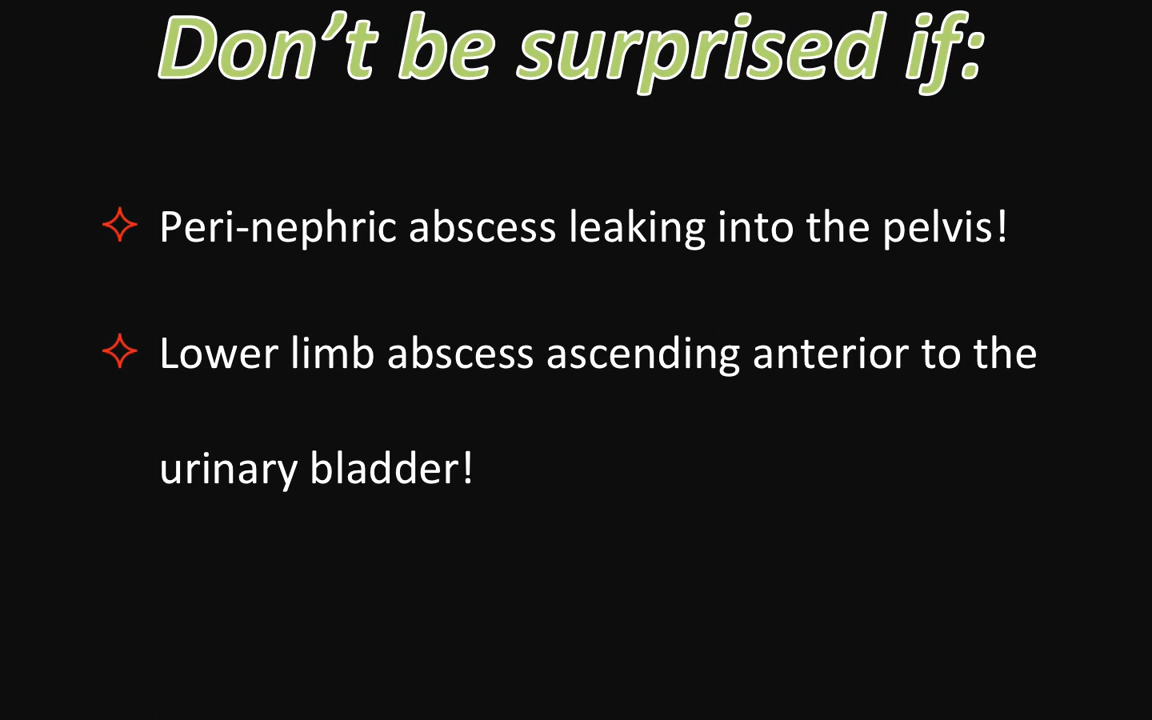 Don’t be surprised if:
Peri-nephric abscess leaking into the pelvis!
Lower limb abscess ascending anterior to the
urinary bladder!